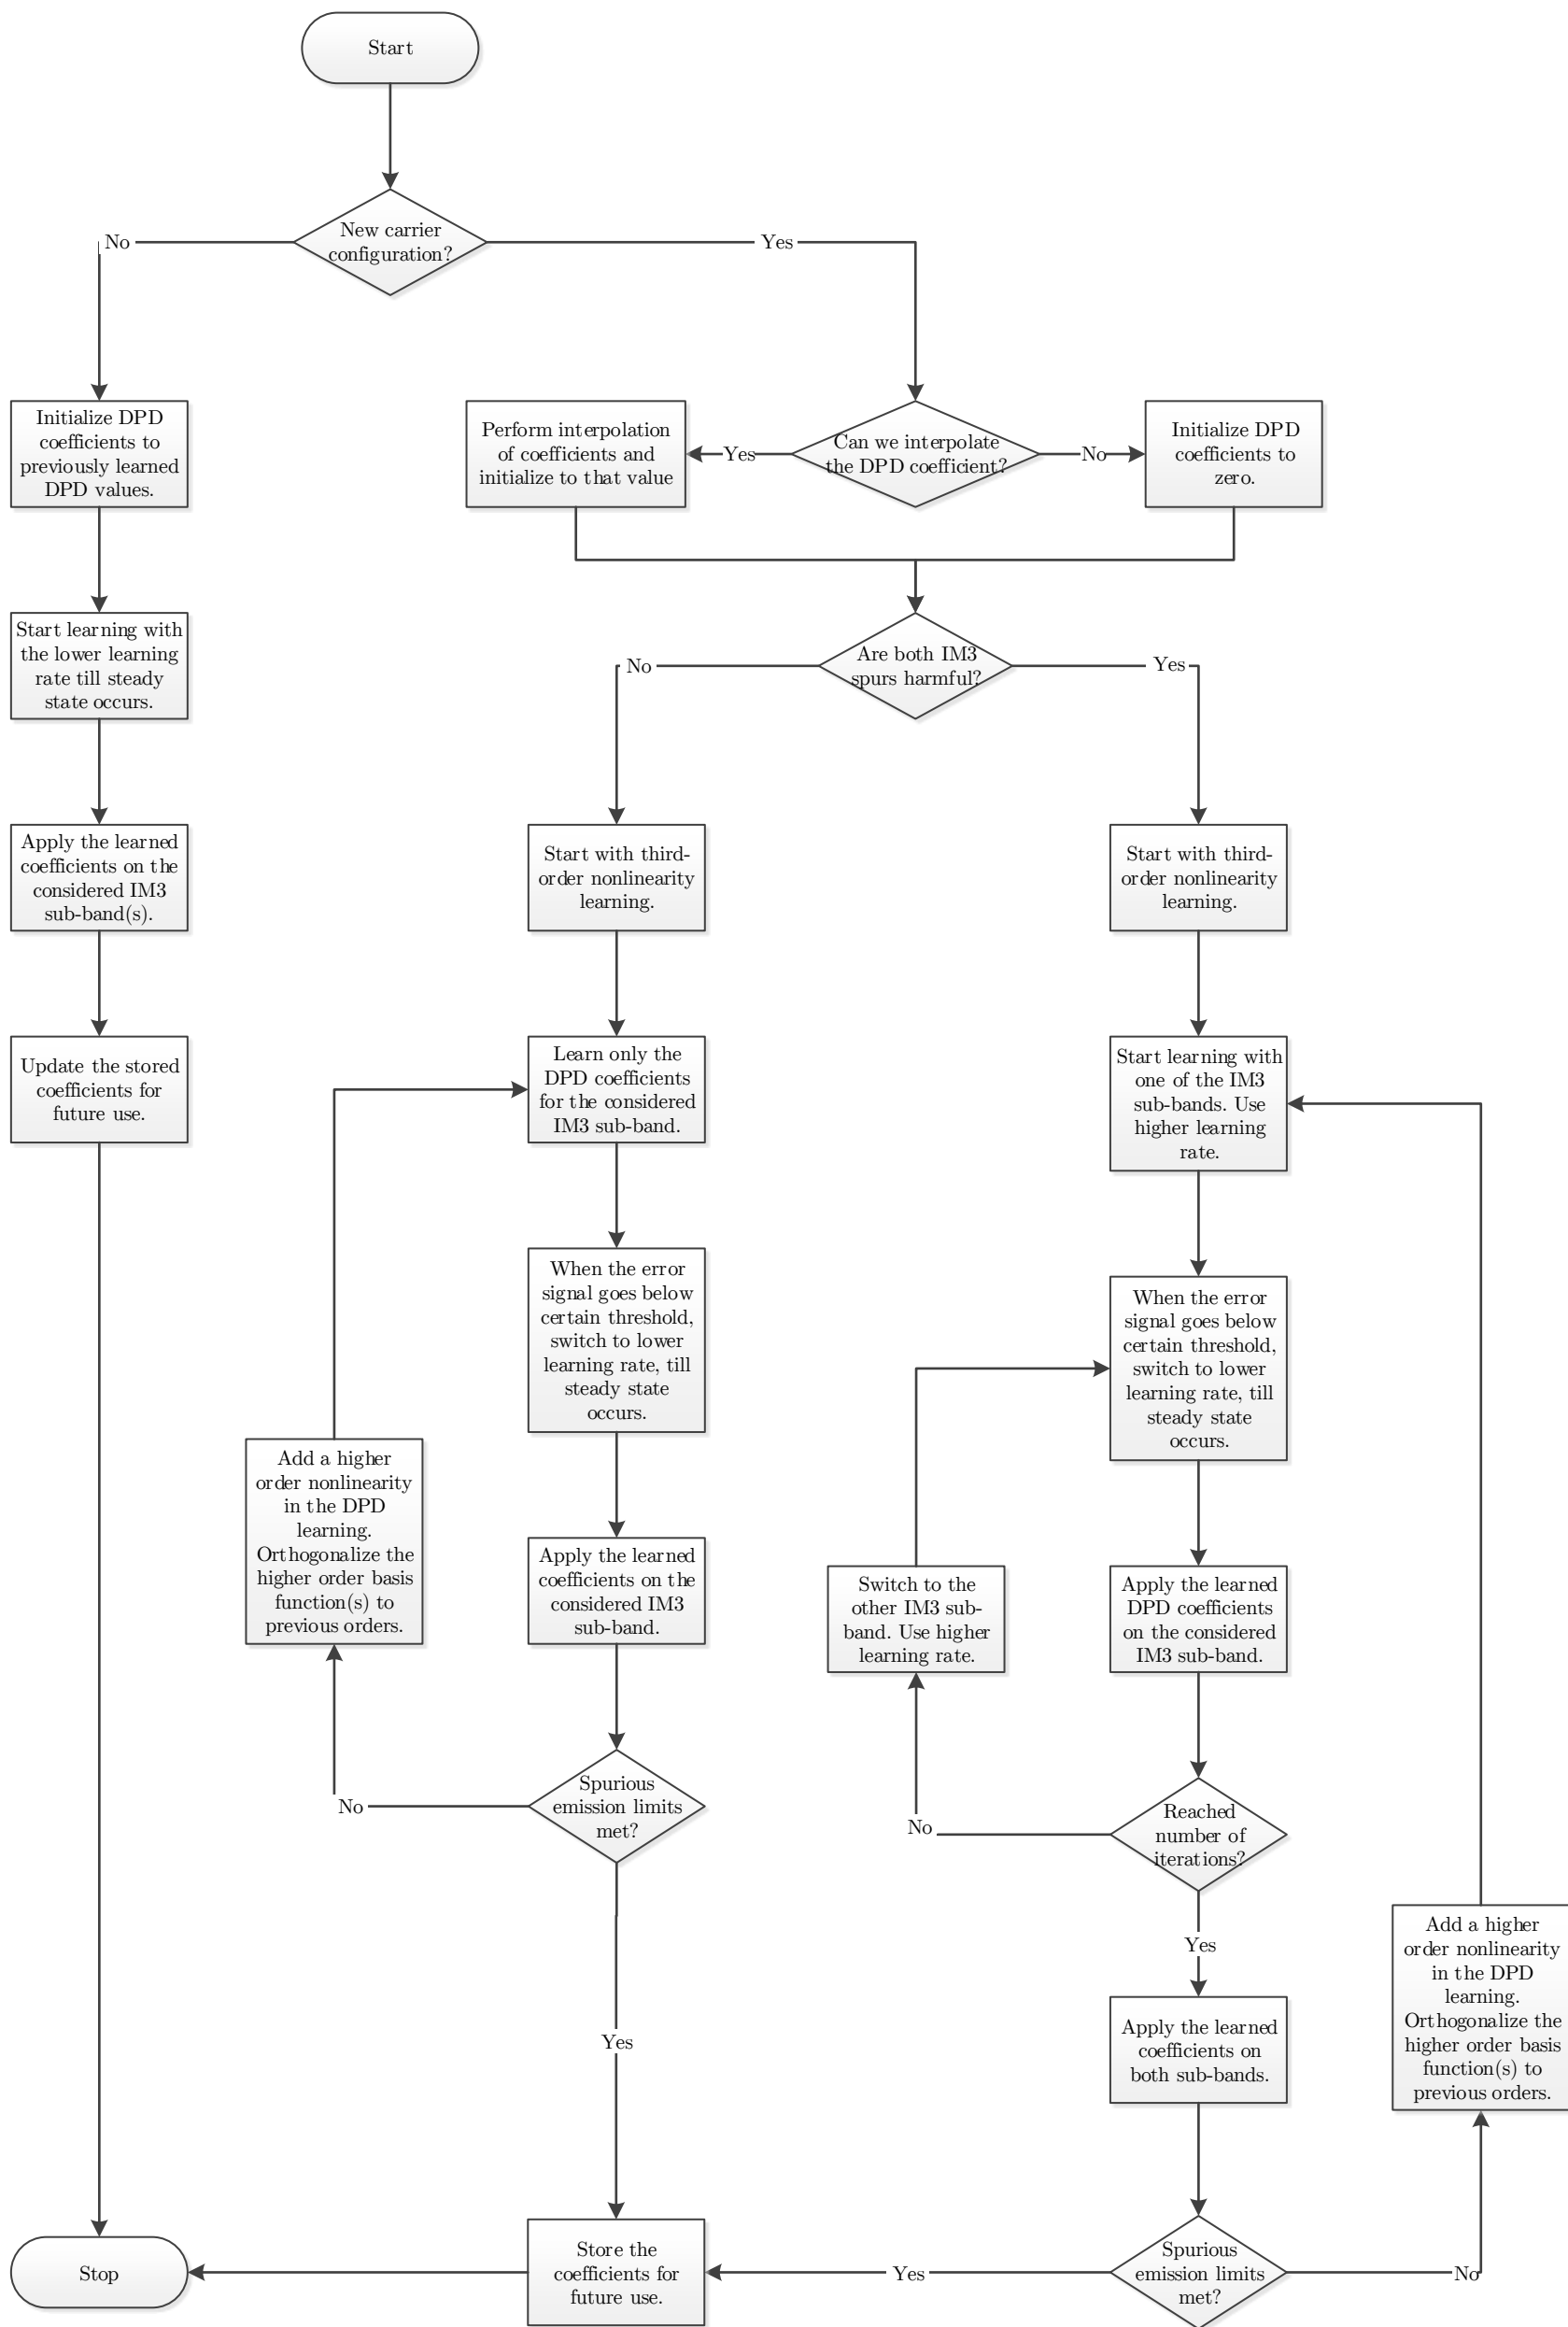 Start
New carrier
configuration?
No
Yes
Initialize DPD
coefficients to
previously learned
DPD values.
Perform interpolation
of coefficients and
initialize to that value
Yes
Can we interpolate
the DPD coefficient?
No
Initialize DPD
coefficients to
zero.
Start learning with
the lower learning
rate till steady
state occurs.
No
Are both IM3
spurs harmful?
Yes
Apply the learned
coefficients on the
considered IM3
sub-band(s).
Start with third-
order nonlinearity
learning.
Start with third-
order nonlinearity
learning.
Update the stored
coefficients for
future use.
Learn only the
DPD coefficients
for the considered
IM3 sub-band.
Start learning with
one of the IM3
sub-bands. Use
higher learning
rate.
When the error
signal goes below
certain threshold,
switch to lower
learning rate, till
steady state
occurs.
When the error
signal goes below
certain threshold,
switch to lower
learning rate, till
steady state
occurs.
Add a higher
order nonlinearity
in the DPD
learning.
Orthogonalize the
higher order basis
function(s) to
previous orders.
Apply the learned
coefficients on the
considered IM3
sub-band.
Switch to the
other IM3 sub-
band. Use higher
learning rate.
Apply the learned
DPD coefficients
on the considered
IM3 sub-band.
No
Spurious
emission limits
met?
No
Reached
number of
iterations?
Yes
Yes
Apply the learned
coefficients on
both sub-bands.
Add a higher
order nonlinearity
in the DPD
learning.
Orthogonalize the
higher order basis
function(s) to
previous orders.
Stop
Store the
coefficients for
future use.
Yes
Spurious
emission limits
met?
No